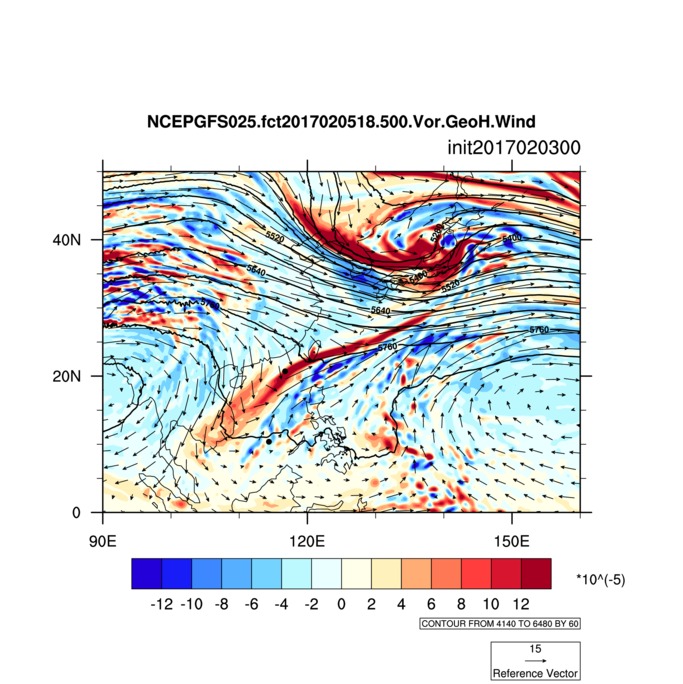 NCEPGFS025.fct2017020518.500.Vor.GeoH.Wind
init2017020300
5520
5400
5640
5520
5640
5760
5760
40N
20N
0
90E 120E 150E
-12 -10 -8 -6 -4 -2 0 2 4 6 8 10 12
*10^(-5)
CONTOUR FROM 4140 TO 6480 BY 60
15
Reference Vector